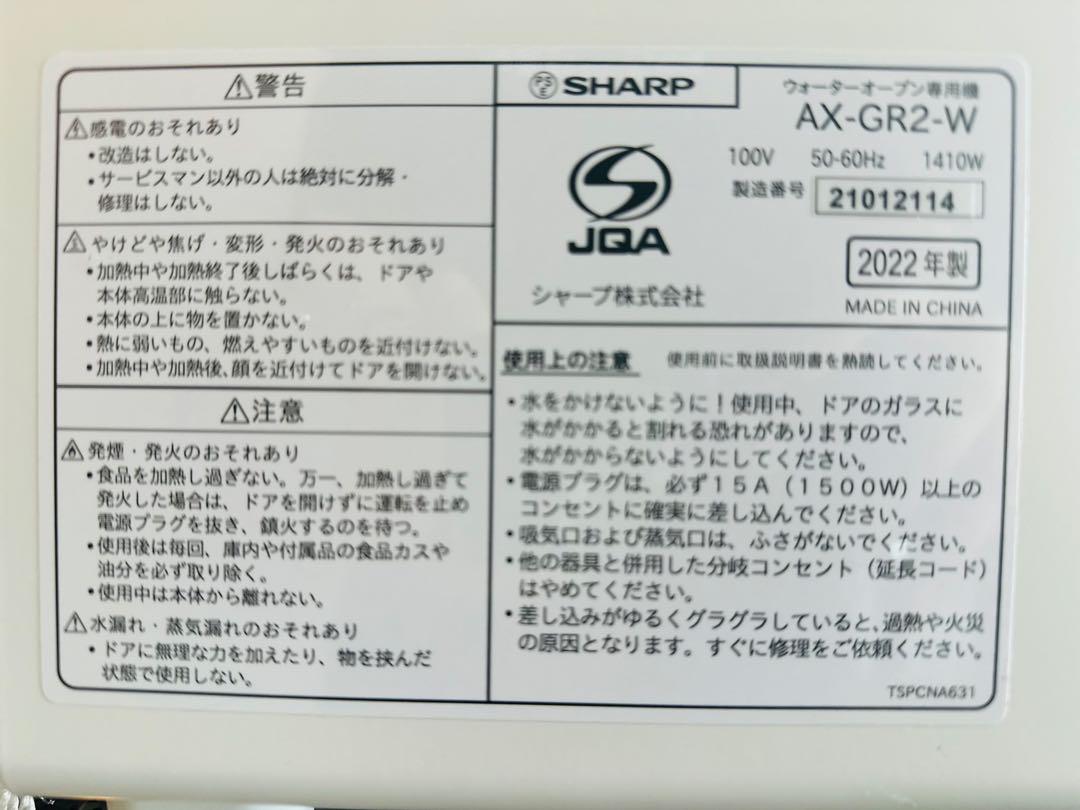 警告
感電のおそれあり
・改造はしない。
・サービスマン以外の人は絶対に分解・
修理はしない。
やけどや焦げ・変形・発火のおそれあり
・加熱中や加熱終了後しばらくは、ドアや
本体高温部に触らない。
・本体の上に物を置かない。
・熱に弱いもの、燃えやすいものを近付けない。
・加熱中や加熱後、顔を近付けてドアを開けない。
注意
発煙・発火のおそれあり
・食品を加熱し過ぎない。万一、加熱し過ぎて
発火した場合は、ドアを開けずに運転を止め
電源プラグを抜き、鎮火するのを待つ。
・使用後は毎回、庫内や付属品の食品カスや
油分を必ず取り除く。
・使用中は本体から離れない。
水漏れ・蒸気漏れのおそれあり
・ドアに無理な力を加えたり、物を挟んだ
状態で使用しない。
PSE SHARP
ウォーターオーブン専用機
AX-GR2-W
100V 50-60Hz 1410W
製造番号 21012114
JQA
2022年製
シャープ株式会社
MADE IN CHINA
使用上の注意 使用前に取扱説明書を熟読してください。
・水をかけないように！使用中、ドアのガラスに
水がかかると割れる恐れがありますので、
水がかからないようにしてください。
・電源プラグは、必ず15A（1500W）以上の
コンセントに確実に差し込んでください。
・吸気口および蒸気口は、ふさがないでください。
・他の器具と併用した分岐コンセント（延長コード）
はやめてください。
・差し込みがゆるくグラグラしていると、過熱や火災
の原因となります。すぐに修理をご依頼ください。
TSPCNA631